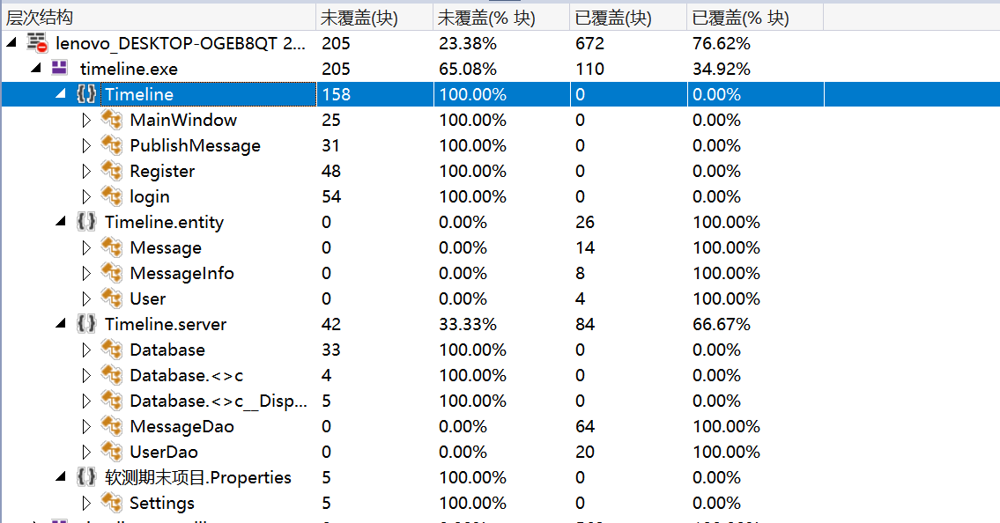 层次结构 未覆盖(块) 未覆盖(% 块) 已覆盖(块) 已覆盖(% 块)
lenovo_DESKTOP-OGEB8QT 2... 205 23.38% 672 76.62%
timeline.exe 205 65.08% 110 34.92%
Timeline 158 100.00% 0 0.00%
MainWindow 25 100.00% 0 0.00%
PublishMessage 31 100.00% 0 0.00%
Register 48 100.00% 0 0.00%
login 54 100.00% 0 0.00%
Timeline.entity 0 0.00% 26 100.00%
Message 0 0.00% 14 100.00%
MessageInfo 0 0.00% 8 100.00%
User 0 0.00% 4 100.00%
Timeline.server 42 33.33% 84 66.67%
Database 33 100.00% 0 0.00%
Database.<>c 4 100.00% 0 0.00%
Database.<>c__Disp... 5 100.00% 0 0.00%
MessageDao 0 0.00% 64 100.00%
UserDao 0 0.00% 20 100.00%
软测期末项目.Properties 5 100.00% 0 0.00%
Settings 5 100.00% 0 0.00%